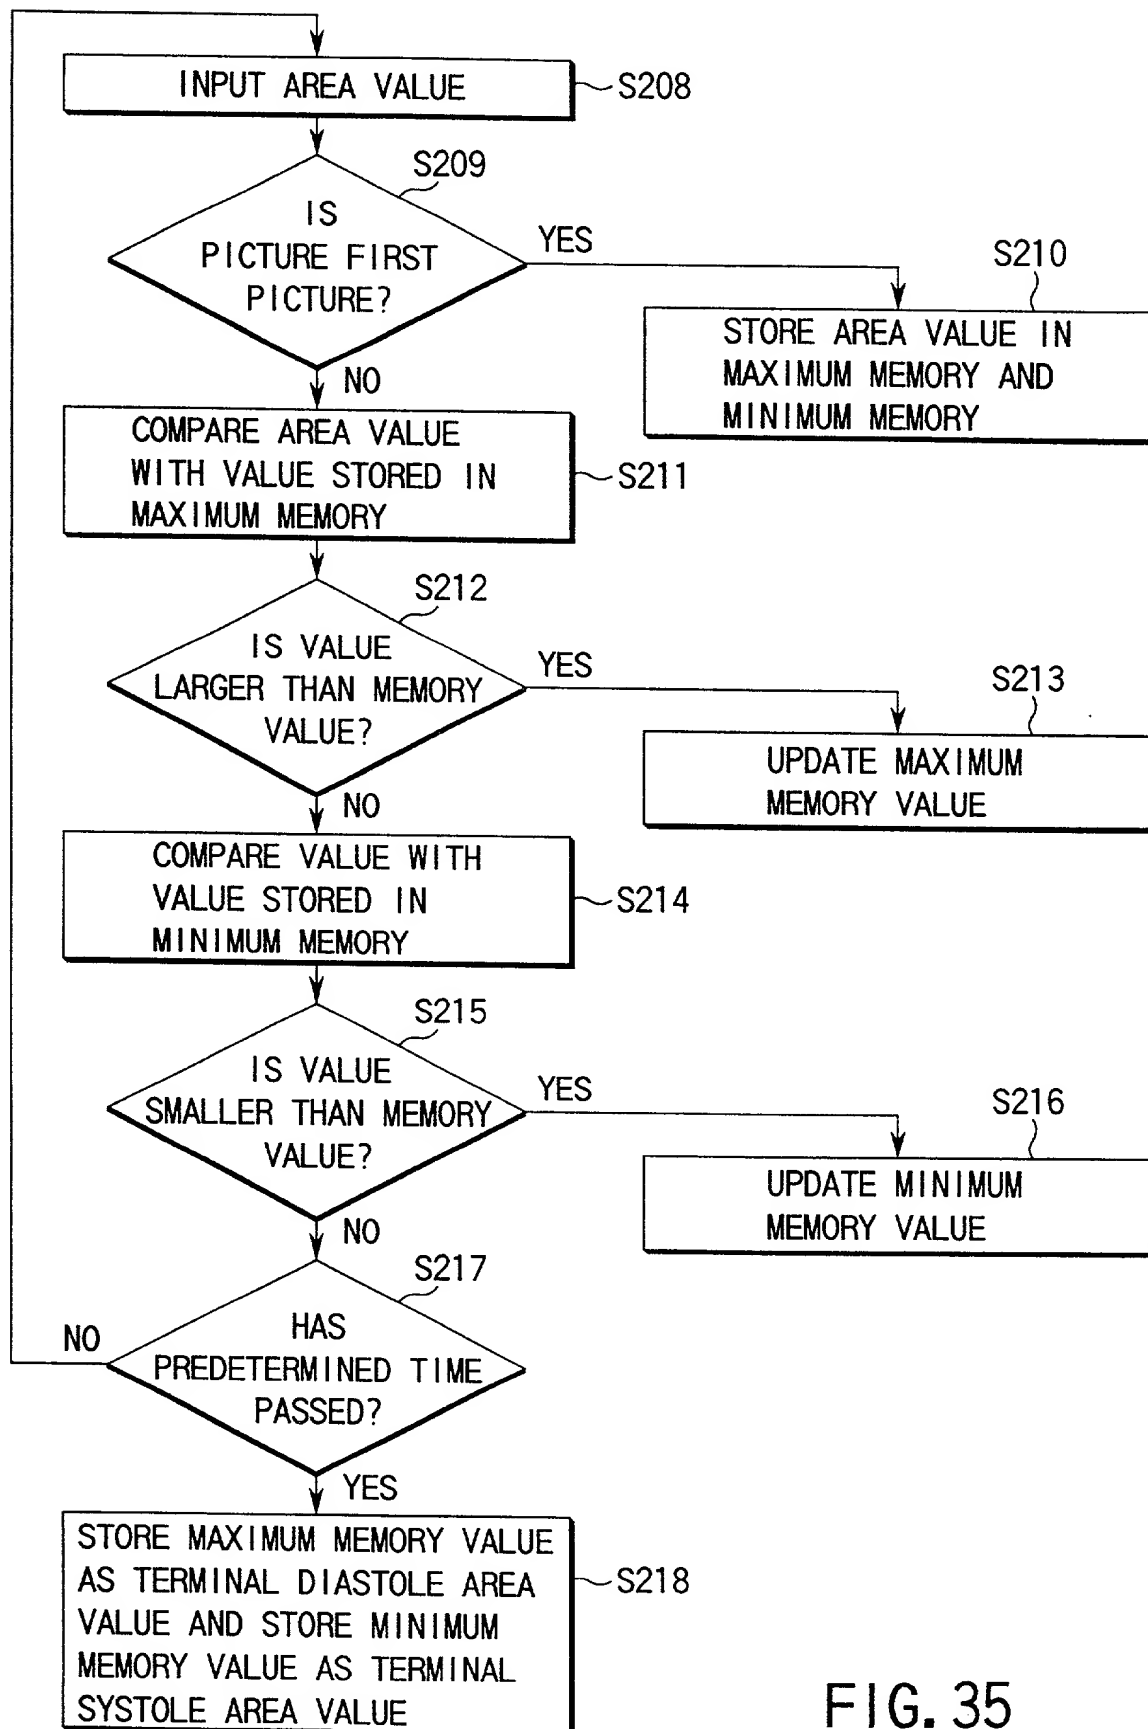 INPUT AREA VALUE
S208
S209
IS
PICTURE FIRST
PICTURE?
YES
NO
S210
STORE AREA VALUE IN
MAXIMUM MEMORY AND
MINIMUM MEMORY
COMPARE AREA VALUE
WITH VALUE STORED IN
MAXIMUM MEMORY
S211
S212
IS VALUE
LARGER THAN MEMORY
VALUE?
YES
NO
S213
UPDATE MAXIMUM
MEMORY VALUE
COMPARE VALUE WITH
VALUE STORED IN
MINIMUM MEMORY
S214
S215
IS VALUE
SMALLER THAN MEMORY
VALUE?
YES
NO
S216
UPDATE MINIMUM
MEMORY VALUE
S217
HAS
PREDETERMINED TIME
PASSED?
NO
YES
STORE MAXIMUM MEMORY VALUE
AS TERMINAL DIASTOLE AREA
VALUE AND STORE MINIMUM
MEMORY VALUE AS TERMINAL
SYSTOLE AREA VALUE
S218
FIG. 35